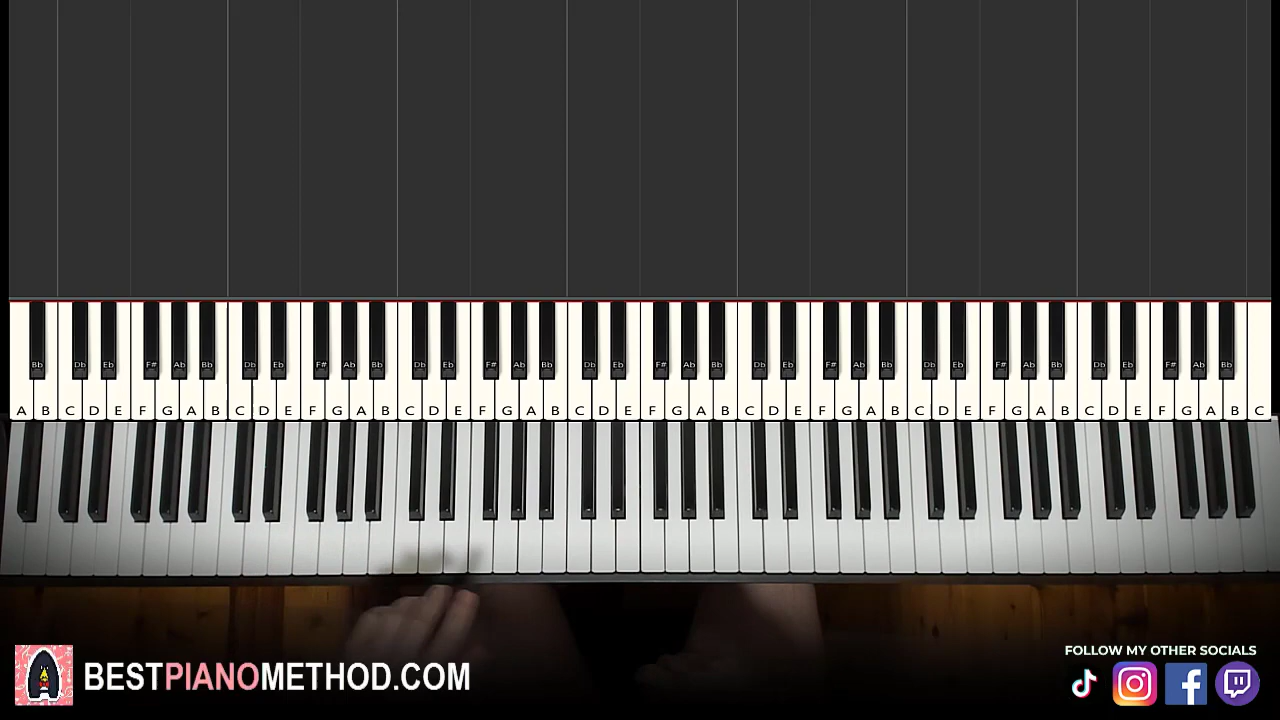 Bb Db Eb F# Ab Bb Db Eb F# Ab Bb Db Eb F# Ab Bb Db Eb F# Ab Bb Db Eb F# Ab Bb Db Eb F# Ab Bb Db Eb F# Ab Bb
A B C D E F G A B C D E F G A B C D E F G A B C D E F G A B C D E F G A B C D E F G A B C D E F G A B C
FOLLOW MY OTHER SOCIALS
BESTPIANOMETHOD.COM